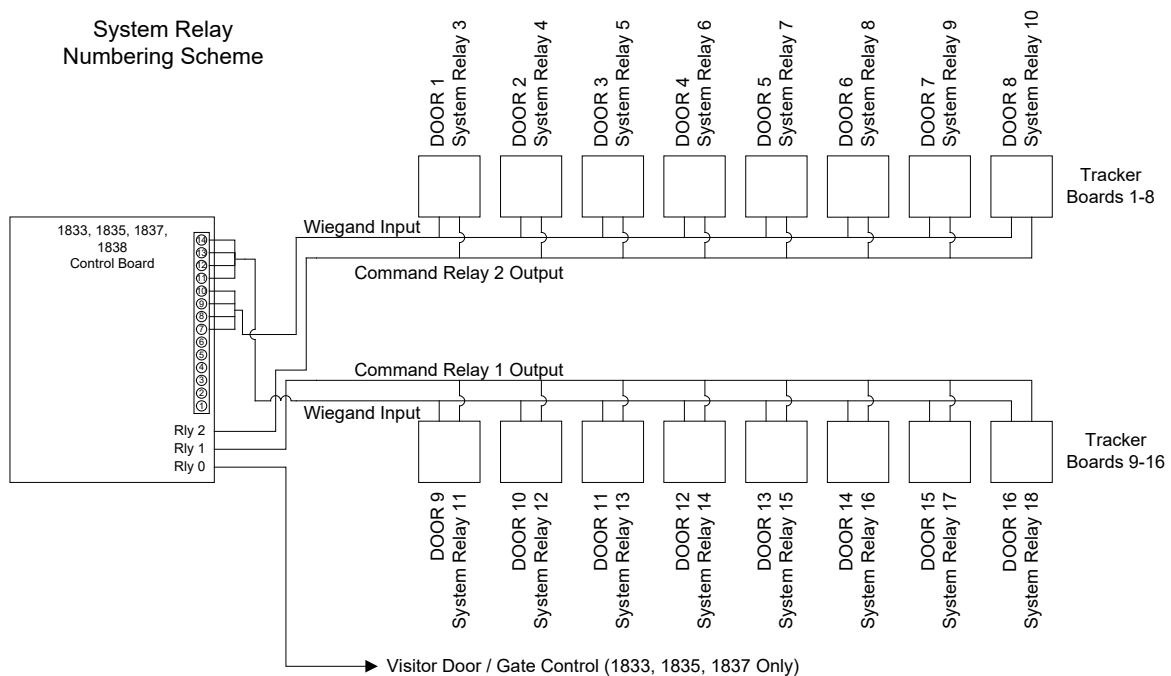 System Relay
Numbering Scheme
DOOR 1
System Relay 3
DOOR 2
System Relay 4
DOOR 3
System Relay 5
DOOR 4
System Relay 6
DOOR 5
System Relay 7
DOOR 6
System Relay 8
DOOR 7
System Relay 9
DOOR 8
System Relay 10
Tracker
Boards 1-8
Wiegand Input
Command Relay 2 Output
1833, 1835, 1837,
1838
Control Board
14
13
12
11
10
9
8
7
6
5
4
3
2
1
Rly 2
Rly 1
Rly 0
Command Relay 1 Output
Wiegand Input
Tracker
Boards 9-16
DOOR 9
System Relay 11
DOOR 10
System Relay 12
DOOR 11
System Relay 13
DOOR 12
System Relay 14
DOOR 13
System Relay 15
DOOR 14
System Relay 16
DOOR 15
System Relay 17
DOOR 16
System Relay 18
Visitor Door / Gate Control (1833, 1835, 1837 Only)